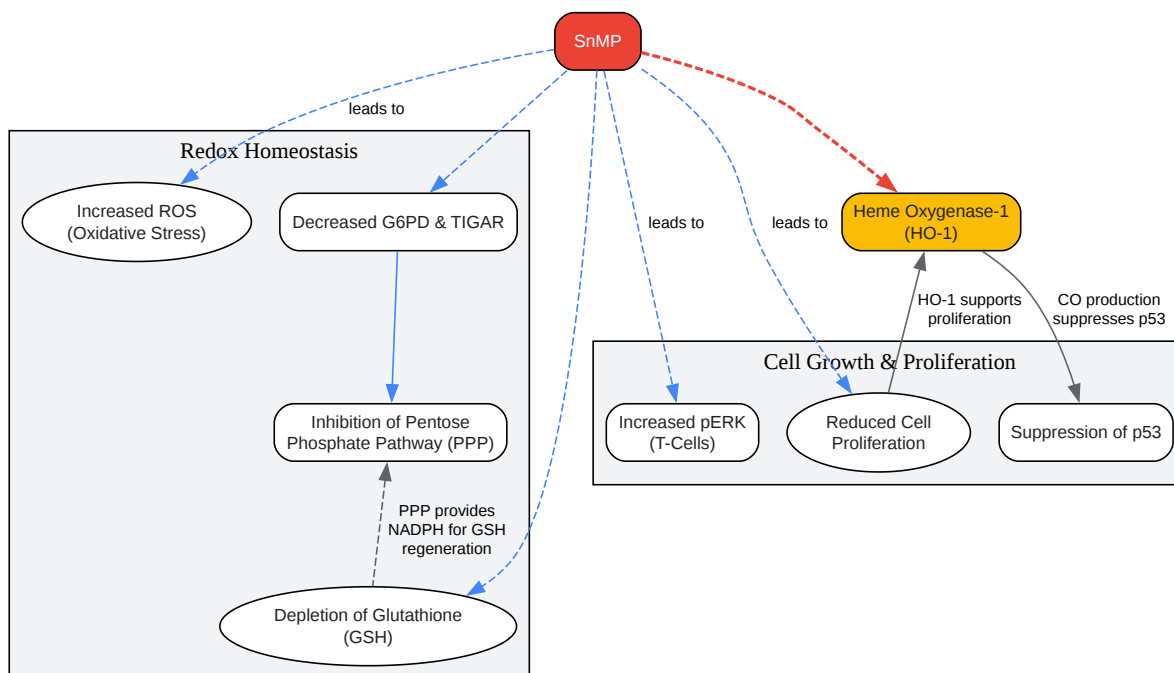 SnMP
leads to
Redox Homeostasis
Increased ROS
(Oxidative Stress)
Decreased G6PD & TIGAR
leads to
leads to
Heme Oxygenase-1
(HO-1)
HO-1 supports
proliferation
CO production
suppresses p53
Cell Growth & Proliferation
Inhibition of Pentose
Phosphate Pathway (PPP)
Increased pERK
(T-Cells)
Reduced Cell
Proliferation
Suppression of p53
PPP provides
NADPH for GSH
regeneration
Depletion of Glutathione
(GSH)